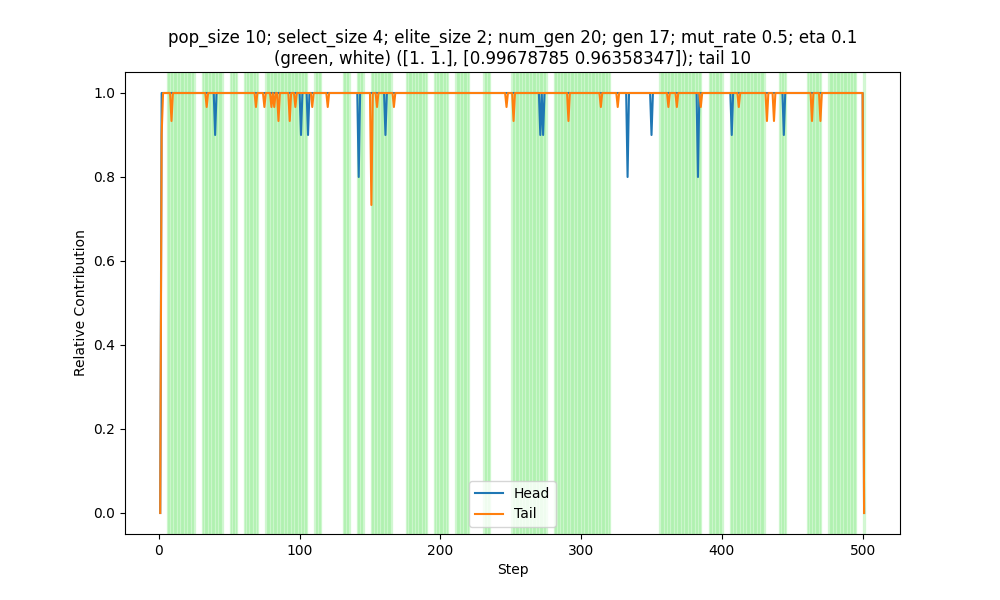 pop_size 10; select_size 4; elite_size 2; num_gen 20; gen 17; mut_rate 0.5; eta 0.1
(green, white) ([1. 1.], [0.99678785 0.96358347]); tail 10
Relative Contribution
1.0
0.8
0.6
0.4
0.2
0.0
Head
Tail
0 100 200 300 400 500
Step